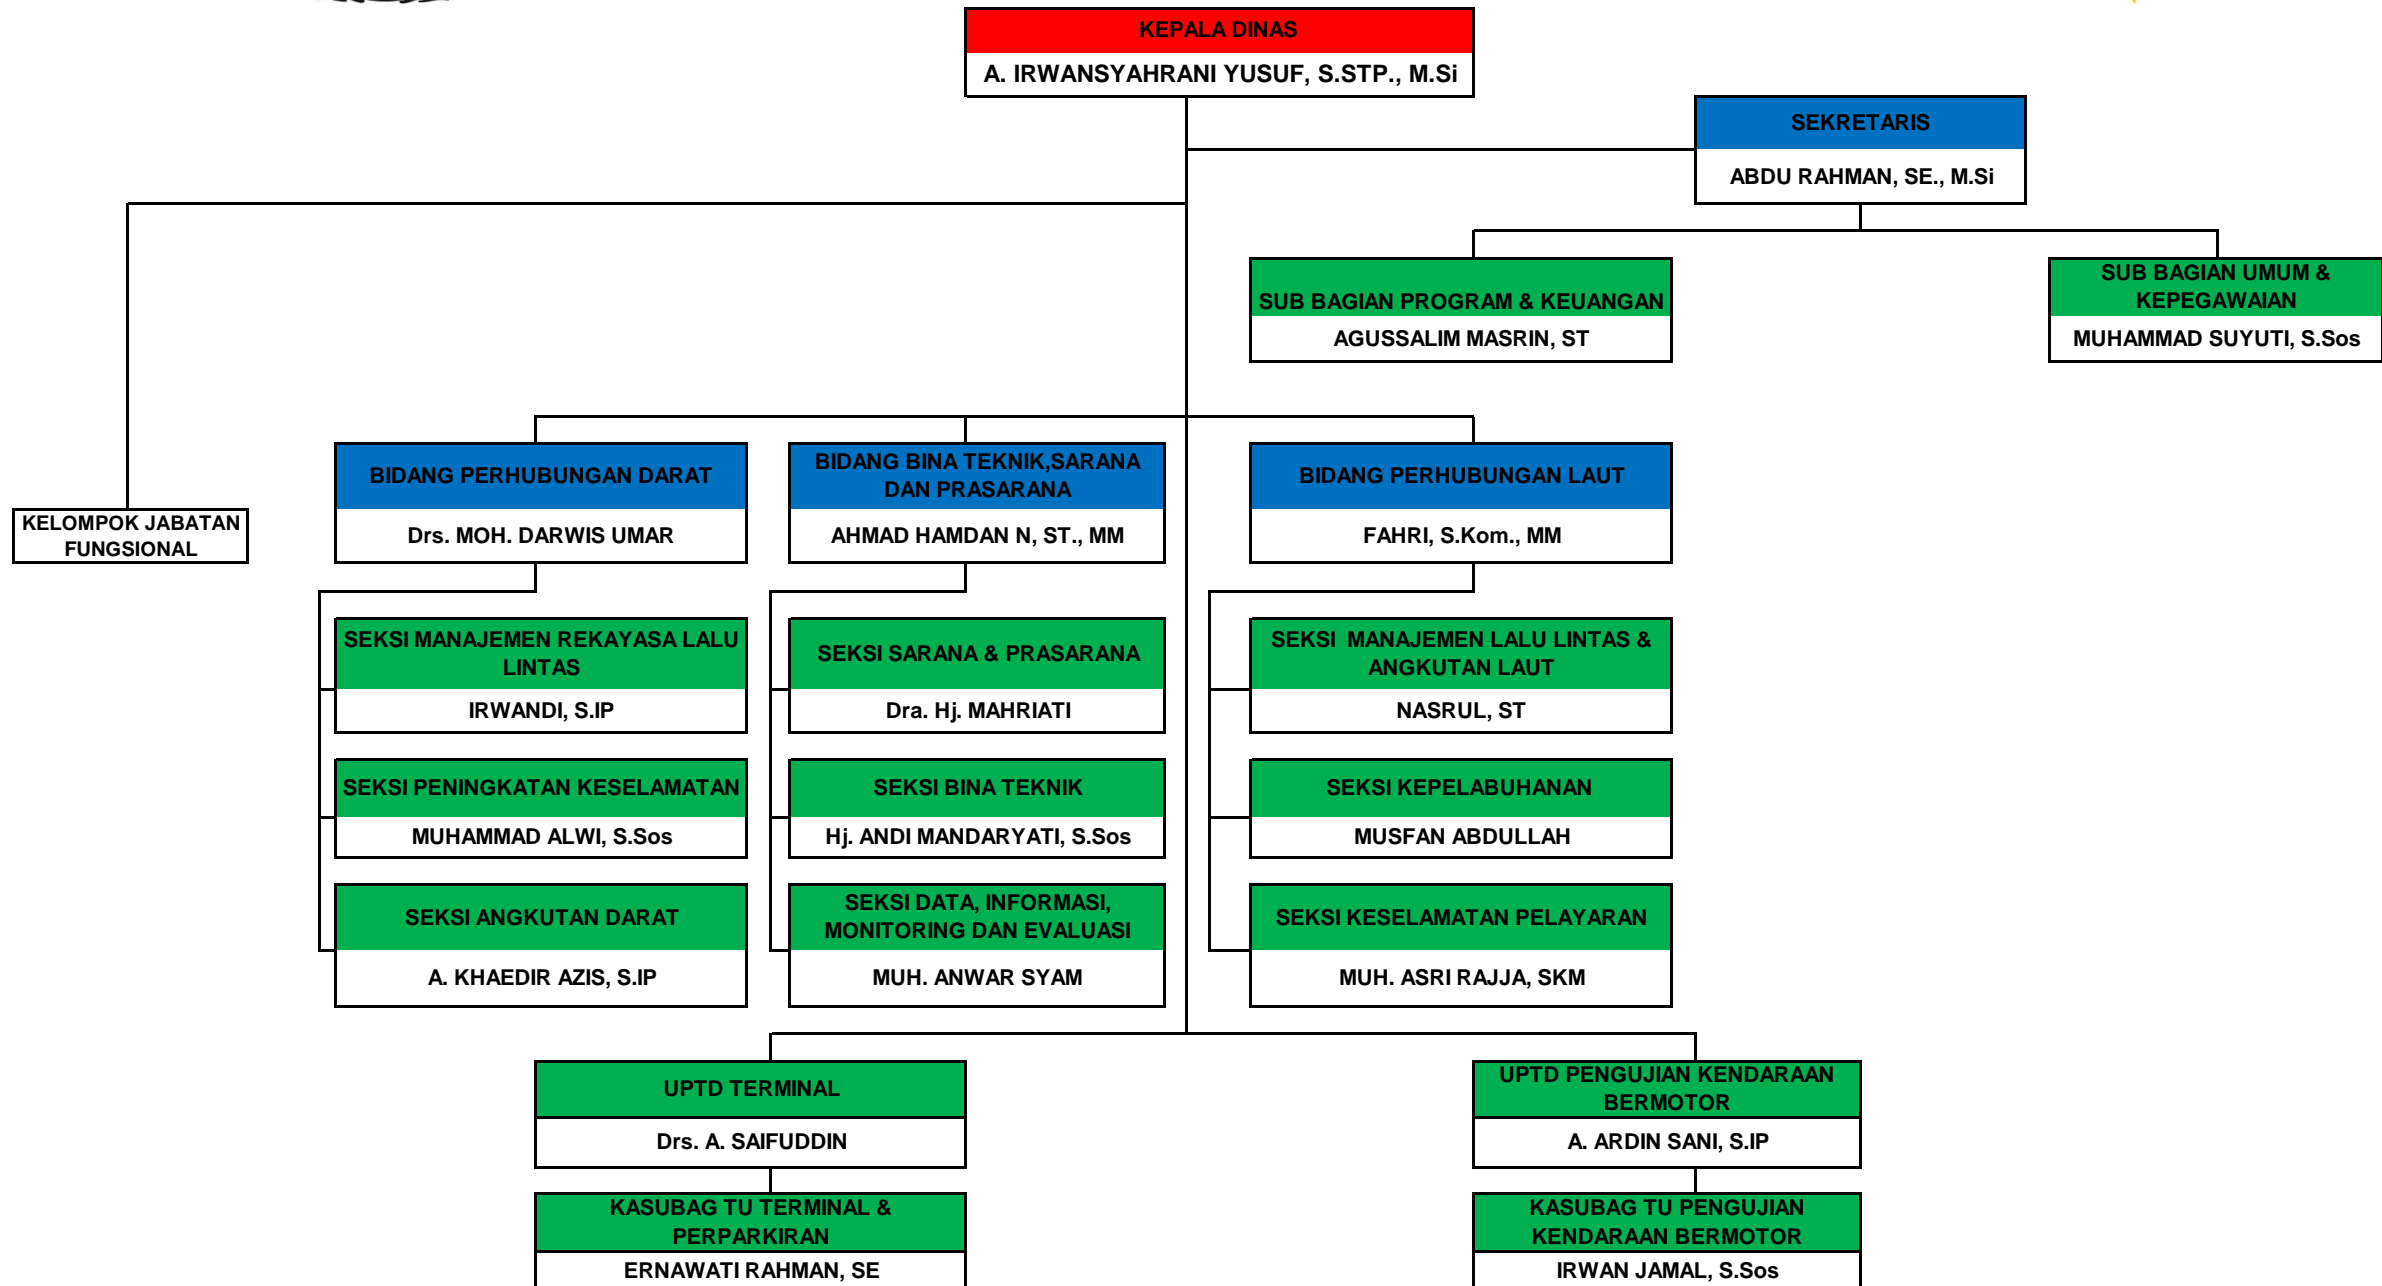 KEPALA DINAS
A. IRWANSYAHRANI YUSUF, S.STP., M.Si
SEKRETARIS
ABDU RAHMAN, SE., M.Si
SUB BAGIAN PROGRAM & KEUANGAN
AGUSSALIM MASRIN, ST
SUB BAGIAN UMUM &
KEPEGAWAIAN
MUHAMMAD SUYUTI, S.Sos
KELOMPOK JABATAN
FUNGSIONAL
BIDANG PERHUBUNGAN DARAT
Drs. MOH. DARWIS UMAR
BIDANG BINA TEKNIK,SARANA
DAN PRASARANA
AHMAD HAMDAN N, ST., MM
BIDANG PERHUBUNGAN LAUT
FAHRI, S.Kom., MM
SEKSI MANAJEMEN REKAYASA LALU
LINTAS
IRWANDI, S.IP
SEKSI SARANA & PRASARANA
Dra. Hj. MAHRIATI
SEKSI  MANAJEMEN LALU LINTAS &
ANGKUTAN LAUT
NASRUL, ST
SEKSI PENINGKATAN KESELAMATAN
MUHAMMAD ALWI, S.Sos
SEKSI BINA TEKNIK
Hj. ANDI MANDARYATI, S.Sos
SEKSI KEPELABUHANAN
MUSFAN ABDULLAH
SEKSI ANGKUTAN DARAT
A. KHAEDIR AZIS, S.IP
SEKSI DATA, INFORMASI,
MONITORING DAN EVALUASI
MUH. ANWAR SYAM
SEKSI KESELAMATAN PELAYARAN
MUH. ASRI RAJJA, SKM
UPTD TERMINAL
Drs. A. SAIFUDDIN
UPTD PENGUJIAN KENDARAAN
BERMOTOR
A. ARDIN SANI, S.IP
KASUBAG TU TERMINAL &
PERPARKIRAN
ERNAWATI RAHMAN, SE
KASUBAG TU PENGUJIAN
KENDARAAN BERMOTOR
IRWAN JAMAL, S.Sos